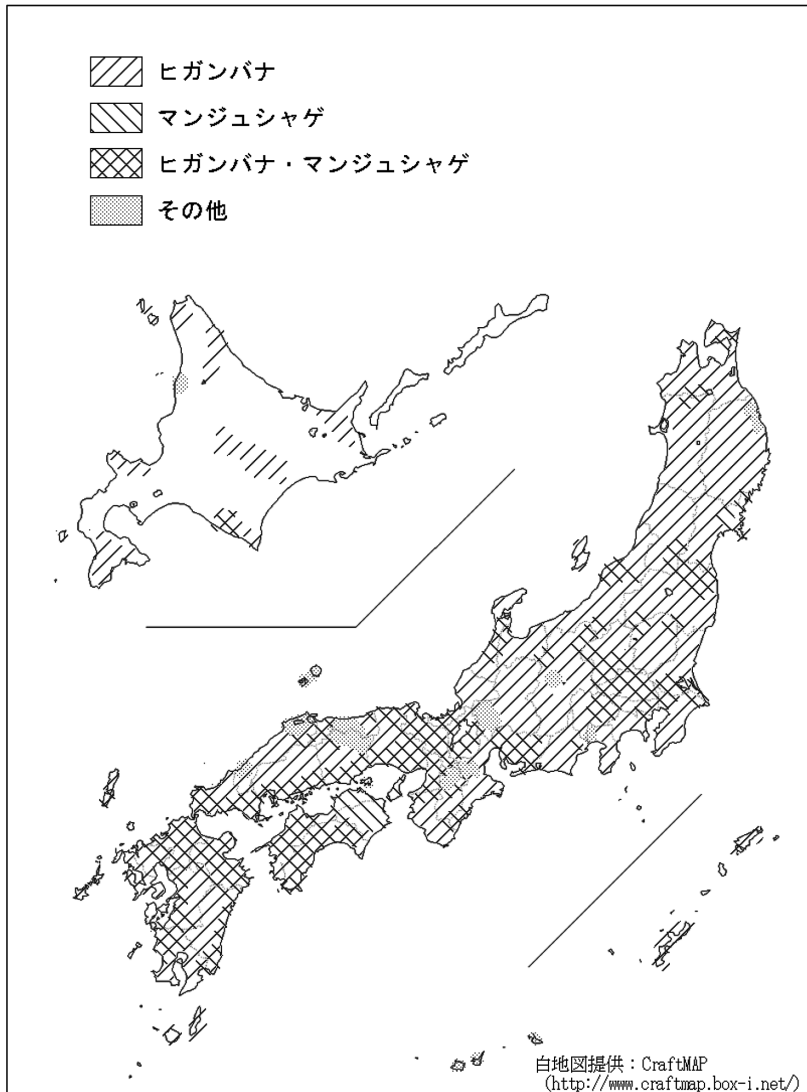 ヒガンバナ
マンジュシャゲ
ヒガンバナ・マンジュシャゲ
その他
白地図提供：CraftMAP
(http://www.craftmap.box-i.net/)